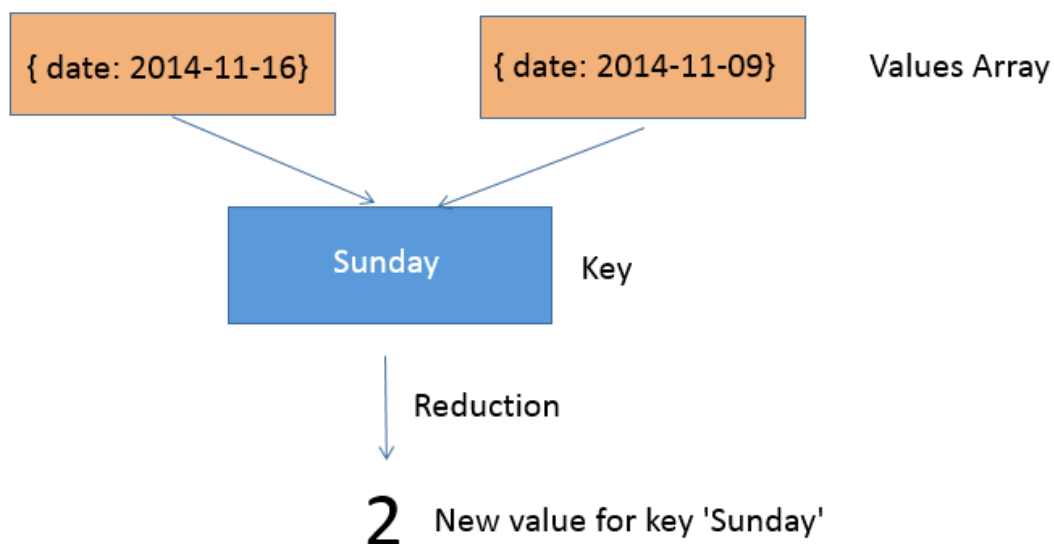 { date: 2014-11-16}
{ date: 2014-11-09}
Values Array
Sunday
Key
Reduction
2
New value for key 'Sunday'